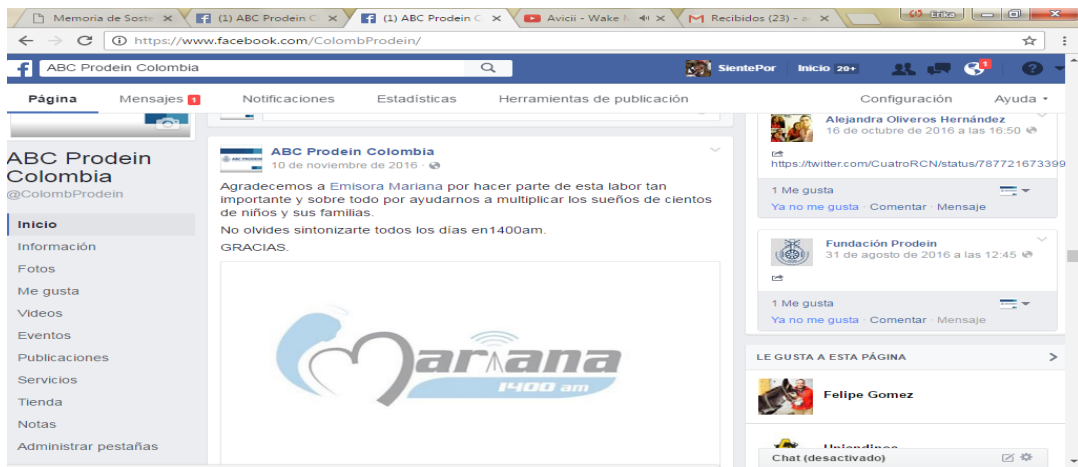 Memoria de Soste
(1) ABC Prodein C
(1) ABC Prodein C
Avicii - Wake
Recibidos (23) - a
Erika
https://www.facebook.com/ColombProdein/
ABC Prodein Colombia
SientePor
Inicio 20+
1
Página
Mensajes 1
Notificaciones
Estadísticas
Herramientas de publicación
Configuración
Ayuda
ABC Prodein
Colombia
@ColombProdein
Inicio
Información
Fotos
Me gusta
Videos
Eventos
Publicaciones
Servicios
Tienda
Notas
Administrar pestañas
ABC PRODEIN
ABC Prodein Colombia
10 de noviembre de 2016 ·
Agradecemos a Emisora Mariana por hacer parte de esta labor tan
importante y sobre todo por ayudarnos a multiplicar los sueños de cientos
de niños y sus familias.
No olvides sintonizarte todos los días en1400am.
GRACIAS.
Mariana
1400 am
Alejandra Oliveros Hernández
16 de octubre de 2016 a las 16:50
https://twitter.com/CuatroRCN/status/787721673399
1 Me gusta
Ya no me gusta · Comentar · Mensaje
Fundación Prodein
31 de agosto de 2016 a las 12:45
1 Me gusta
Ya no me gusta · Comentar · Mensaje
LE GUSTA A ESTA PÁGINA
Felipe Gomez
Uniandinos
Chat (desactivado)